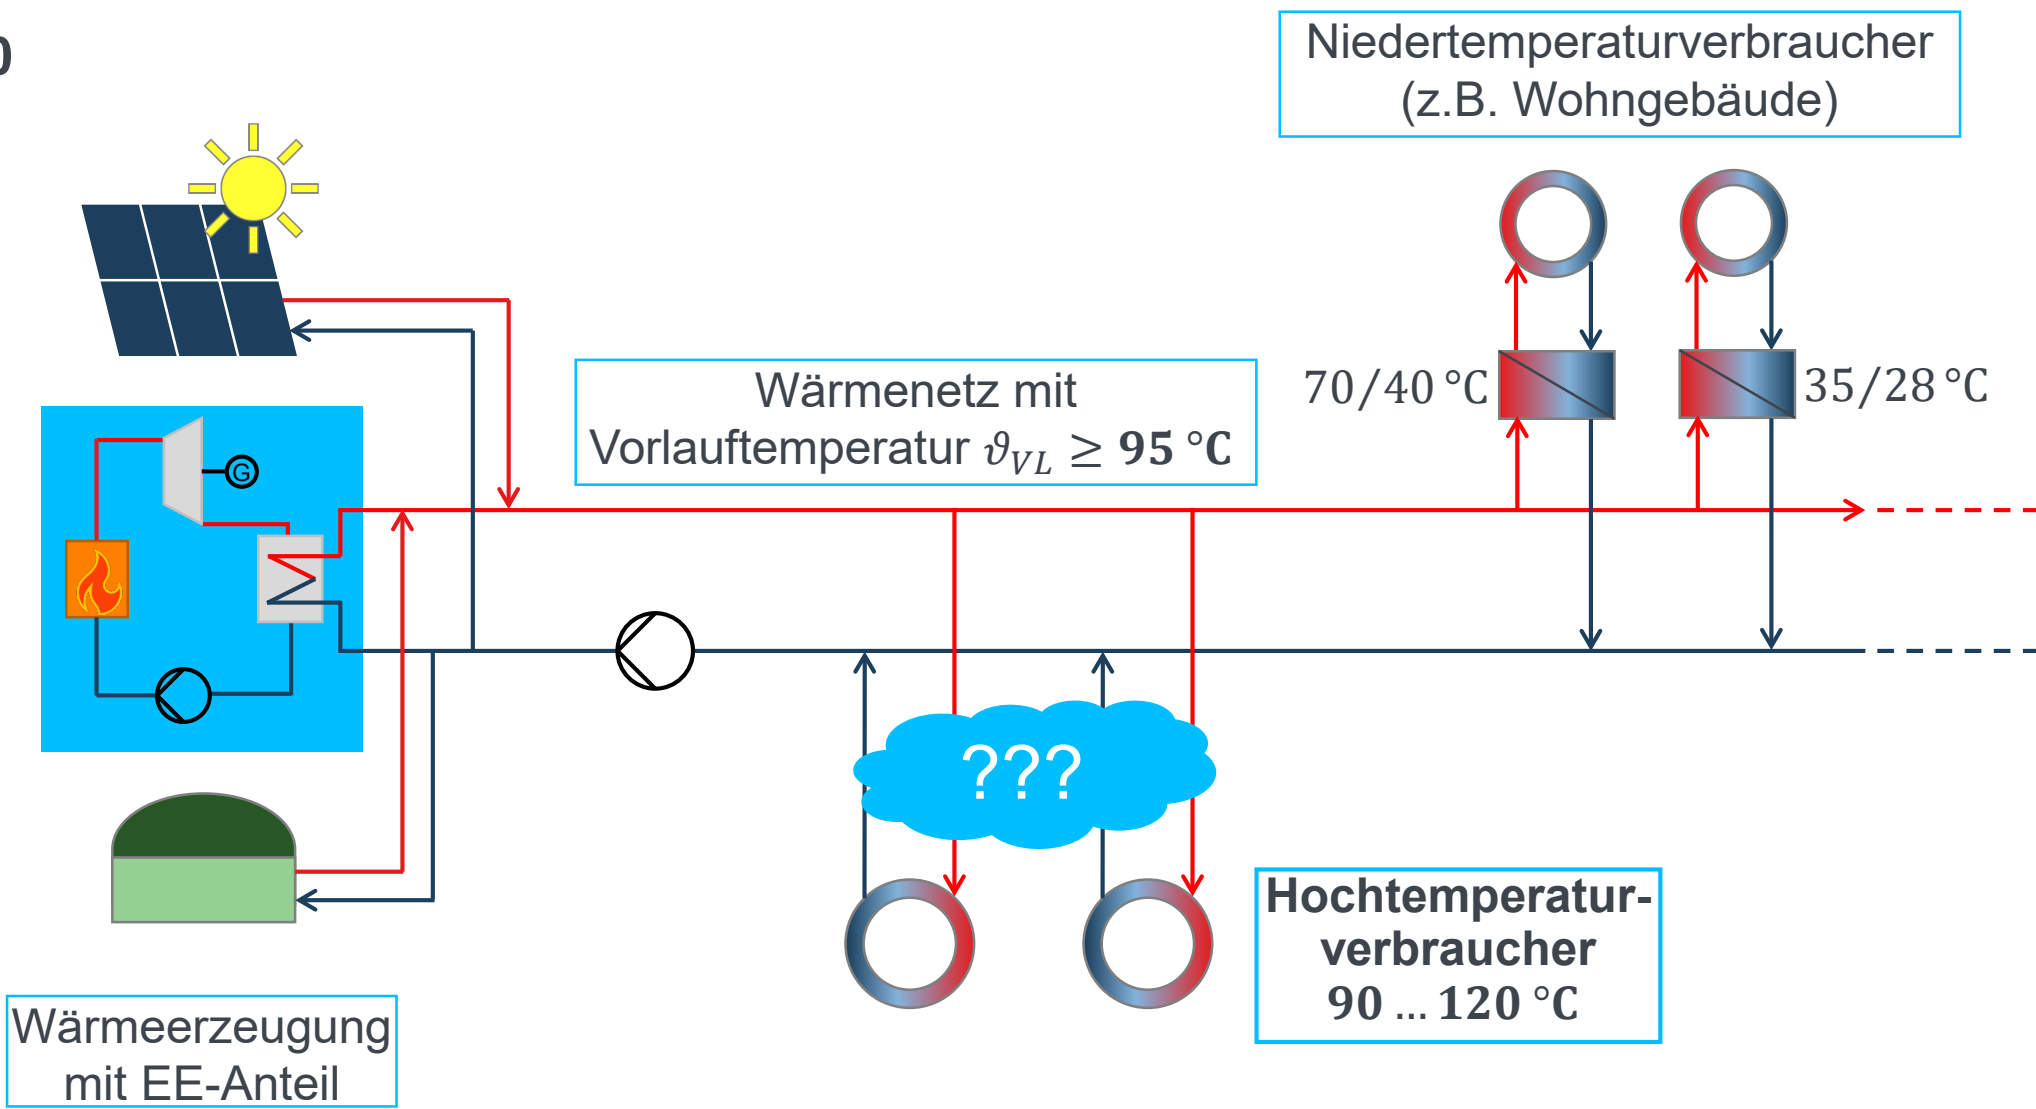 Niedertemperaturverbraucher
(z.B. Wohngebäude)
70/40 °C
35/28 °C
Wärmenetz mit
Vorlauftemperatur ϑ_VL ≥ 95 °C
G
???
Hochtemperatur-
verbraucher
90 ... 120 °C
Wärmeerzeugung
mit EE-Anteil